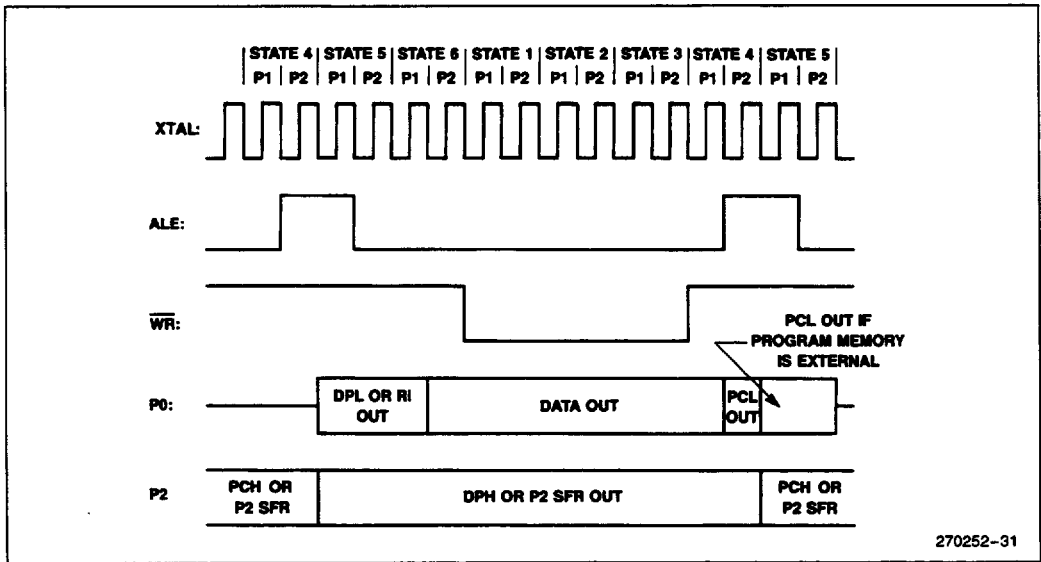 STATE 4 STATE 5 STATE 6 STATE 1 STATE 2 STATE 3 STATE 4 STATE 5
P1 P2 P1 P2 P1 P2 P1 P2 P1 P2 P1 P2 P1 P2 P1 P2
XTAL:
ALE:
WR:
PCL OUT IF
PROGRAM MEMORY
IS EXTERNAL
P0:
DPL OR RI
OUT
DATA OUT
PCL
OUT
P2
PCH OR
P2 SFR
DPH OR P2 SFR OUT
PCH OR
P2 SFR
270252-31